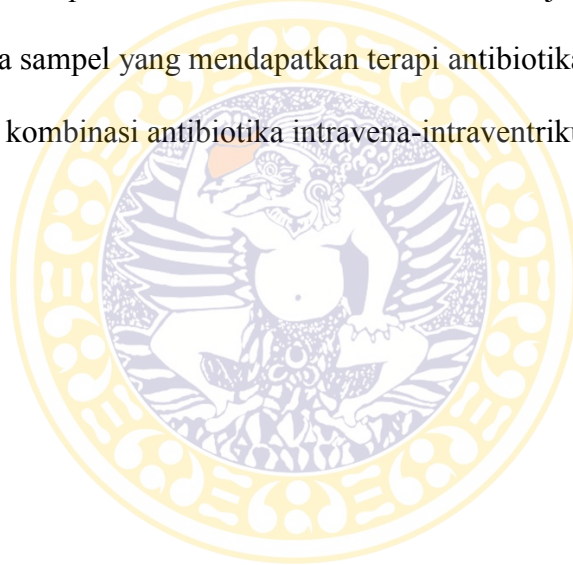 a sampel yang mendapatkan terapi antibiotika
kombinasi antibiotika intravena-intraventriku